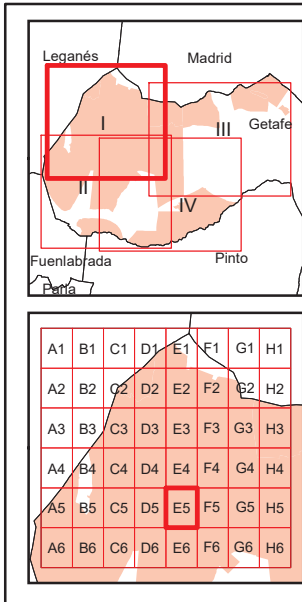 Leganés Madrid
I
III
Getafe
II
IV
Fuenlabrada Pinto
Parla
A1 B1 C1 D1 E1 F1 G1 H1
A2 B2 C2 D2 E2 F2 G2 H2
A3 B3 C3 D3 E3 F3 G3 H3
A4 B4 C4 D4 E4 F4 G4 H4
A5 B5 C5 D5 E5 F5 G5 H5
A6 B6 C6 D6 E6 F6 G6 H6